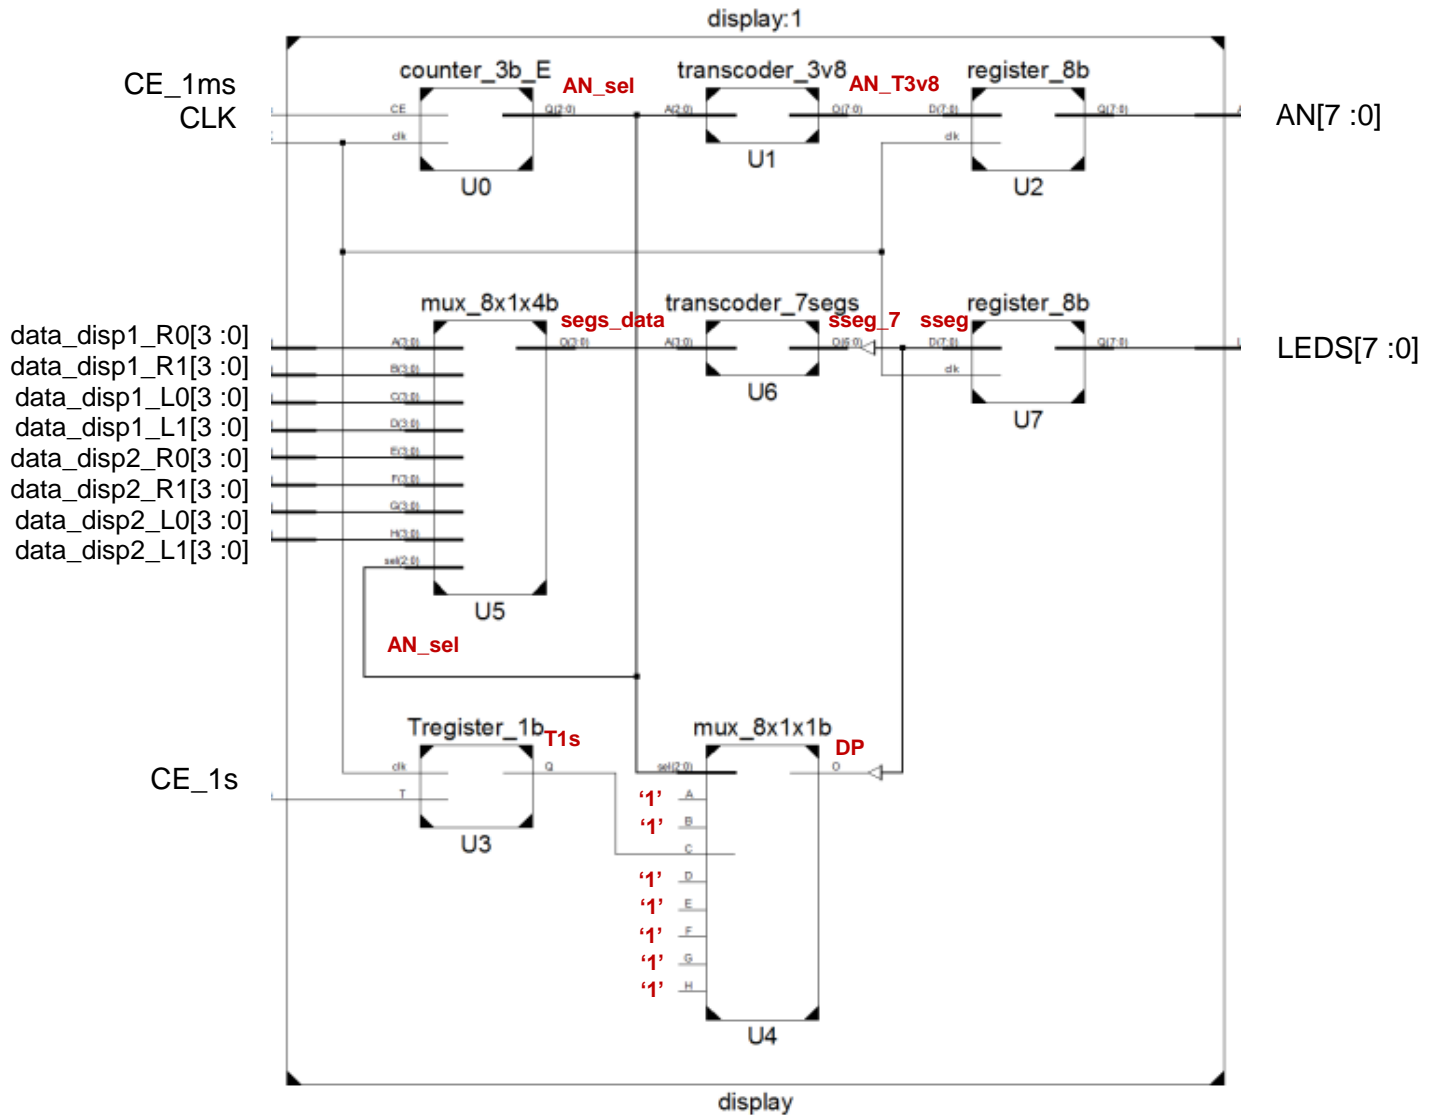 display:1
counter_3b_E
transcoder_3v8
register_8b
CE_1ms
CLK
AN_sel
AN_T3v8
CE
clk
Q(2:0)
A(2:0)
O(7:0)
D(7:0)
clk
Q(7:0)
AN[7 :0]
U0
U1
U2
mux_8x1x4b
transcoder_7segs
register_8b
segs_data
sseg_7
sseg
data_disp1_R0[3 :0]
data_disp1_R1[3 :0]
data_disp1_L0[3 :0]
data_disp1_L1[3 :0]
data_disp2_R0[3 :0]
data_disp2_R1[3 :0]
data_disp2_L0[3 :0]
data_disp2_L1[3 :0]
A(3:0)
B(3:0)
C(3:0)
D(3:0)
E(3:0)
F(3:0)
G(3:0)
H(3:0)
sel(2:0)
O(3:0)
A(3:0)
O(6:0)
D(7:0)
clk
Q(7:0)
LEDS[7 :0]
U6
U7
U5
AN_sel
Tregister_1b
T1s
mux_8x1x1b
DP
CE_1s
clk
T
Q
U3
sel(2:0)
O
‘1’ A
‘1’ B
C
‘1’ D
‘1’ E
‘1’ F
‘1’ G
‘1’ H
U4
display